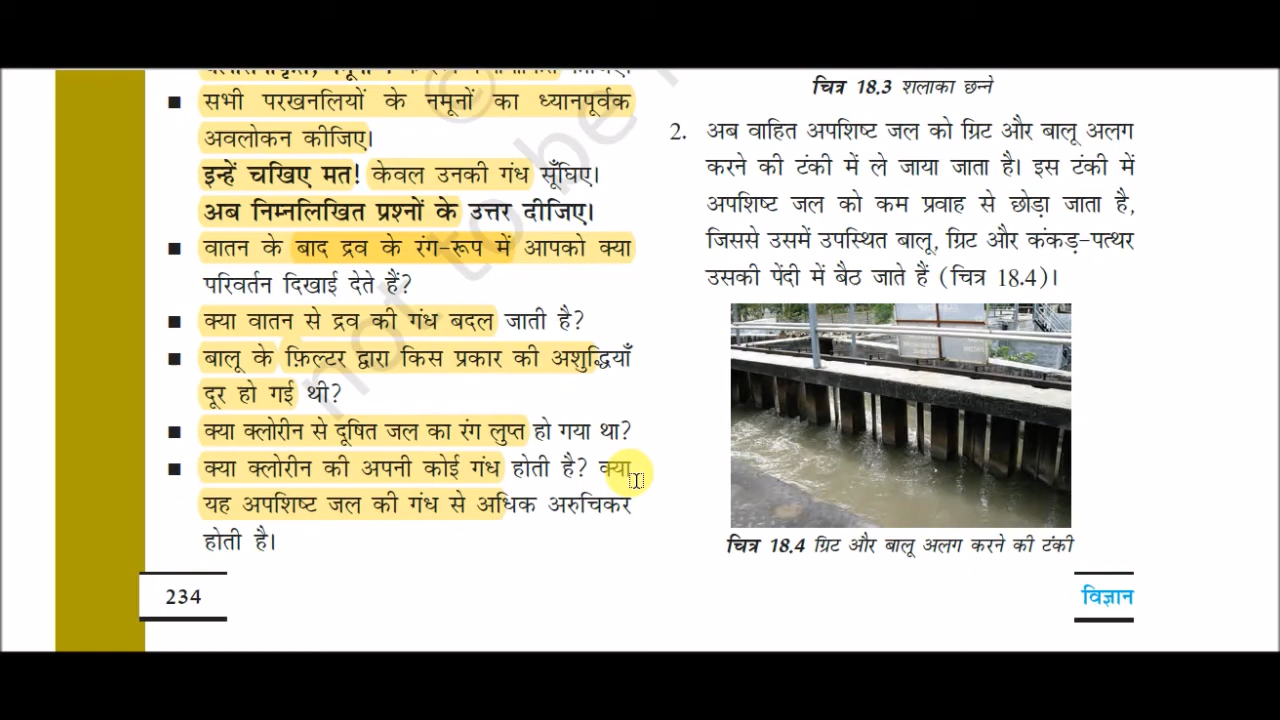 सभी परखनलियों के नमूनों का ध्यानपूर्वक
अवलोकन कीजिए।
इन्हें चखिए मत! केवल उनकी गंध सूँघिए।
अब निम्नलिखित प्रश्नों के उत्तर दीजिए।
■ वातन के बाद द्रव के रंग-रूप में आपको क्या
परिवर्तन दिखाई देते हैं?
■ क्या वातन से द्रव की गंध बदल जाती है?
■ बालू के फ़िल्टर द्वारा किस प्रकार की अशुद्धियाँ
दूर हो गई थी?
■ क्या क्लोरीन से दूषित जल का रंग लुप्त हो गया था?
■ क्या क्लोरीन की अपनी कोई गंध होती है? क्या
यह अपशिष्ट जल की गंध से अधिक अरुचिकर
होती है।
234
चित्र 18.3 शलाका छन्ने
2. अब वाहित अपशिष्ट जल को ग्रिट और बालू अलग
करने की टंकी में ले जाया जाता है। इस टंकी में
अपशिष्ट जल को कम प्रवाह से छोड़ा जाता है,
जिससे उसमें उपस्थित बालू, ग्रिट और कंकड़-पत्थर
उसकी पेंदी में बैठ जाते हैं (चित्र 18.4)।
चित्र 18.4 ग्रिट और बालू अलग करने की टंकी
विज्ञान
© not to be